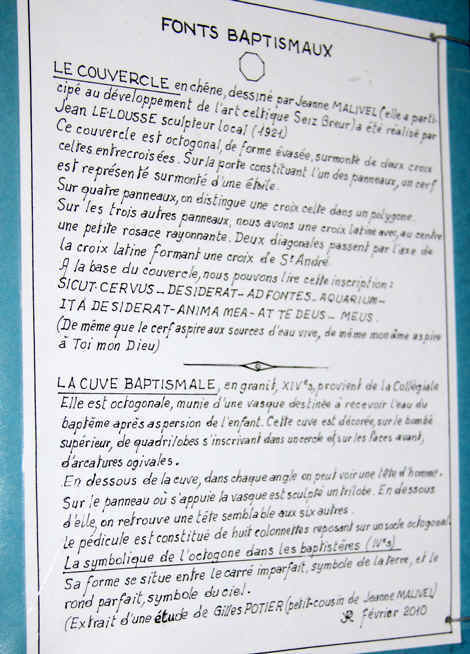 FONTS BAPTISMAUX
LE COUVERCLE en chêne, dessiné par Jeanne MALIVEL (elle a parti-
cipé au développement de l'art celtique Seiz Breur) a été réalisé par
Jean LE-LOUSSE sculpteur local (1921)
Ce couvercle est octogonal, de forme évasée, surmonté de deux croix
celtes entrecroisées. Sur la porte constituant l'un des panneaux, un cerf
est représenté surmonté d'une étoile.
Sur quatre panneaux, on distingue une croix celte dans un polygone.
Sur les trois autres panneaux, nous avons une croix latine avec, au centre
une petite rosace rayonnante. Deux diagonales passent par l'axe de
la croix latine formant une croix de St André.
A la base du couvercle, nous pouvons lire cette inscription :
SICUT-CERVUS_DESIDERAT-AD FONTES-AQUARIUM-
ITA DESIDERAT-ANIMA MEA-AT TE DEUS-MEUS.
(De même que le cerf aspire aux sources d'eau vive, de même mon âme aspire
à Toi mon Dieu)
LA CUVE BAPTISMALE, en granit, XIVes, provient de la Collégiale
Elle est octogonale, munie d'une vasque destinée à recevoir l'eau du
baptême après aspersion de l'enfant. Cette cuve est décorée, sur le bombé
supérieur, de quadrilobes s'inscrivant dans un cercle et, sur les faces avant,
d'arcatures ogivales.
En dessous de la cuve, dans chaque angle on peut voir une tête d'homme.
Sur le panneau où s'appuie la vasque est sculpté un trilobe. En dessous
d'elle, on retrouve une tête semblable aux six autres.
Le pédicule est constitué de huit colonnettes reposant sur un socle octogonal.
La symbolique de l'octogone dans les baptistères (IVes)
Sa forme se situe entre le carré imparfait, symbole de la terre, et le
rond parfait, symbole du ciel.
(Extrait d'une étude de Gilles POTIER (petit-cousin de Jeanne MALIVEL)
février 2010